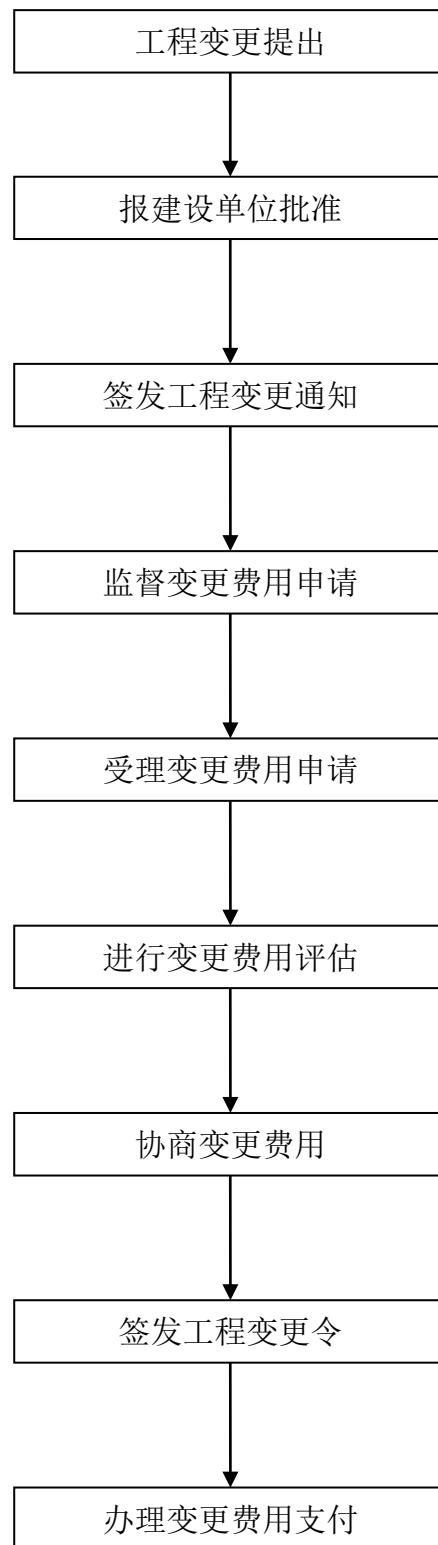 工程变更提出
报建设单位批准
签发工程变更通知
监督变更费用申请
受理变更费用申请
进行变更费用评估
协商变更费用
签发工程变更令
办理变更费用支付